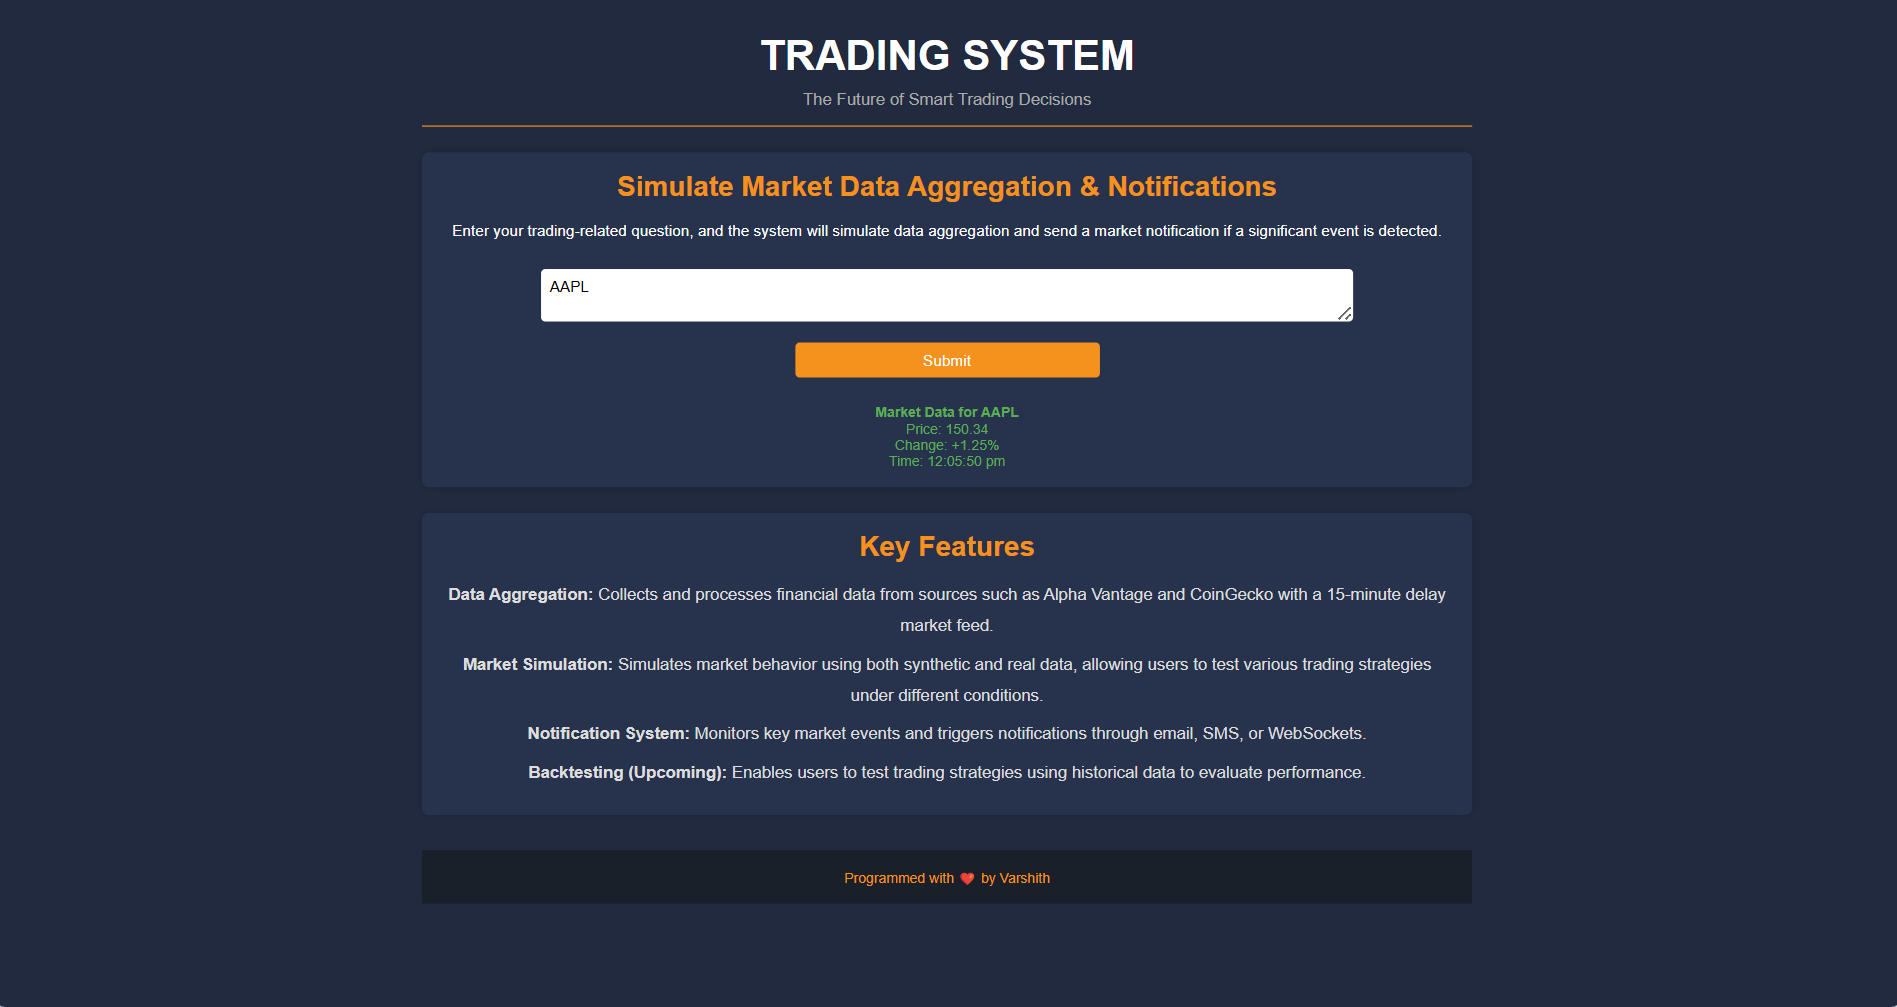 TRADING SYSTEM
The Future of Smart Trading Decisions
Simulate Market Data Aggregation & Notifications
Enter your trading-related question, and the system will simulate data aggregation and send a market notification if a significant event is detected.
AAPL
Submit
Market Data for AAPL
Price: 150.34
Change: +1.25%
Time: 12:05:50 pm
Key Features
Data Aggregation: Collects and processes financial data from sources such as Alpha Vantage and CoinGecko with a 15-minute delay
market feed.
Market Simulation: Simulates market behavior using both synthetic and real data, allowing users to test various trading strategies
under different conditions.
Notification System: Monitors key market events and triggers notifications through email, SMS, or WebSockets.
Backtesting (Upcoming): Enables users to test trading strategies using historical data to evaluate performance.
Programmed with ❤️ by Varshith